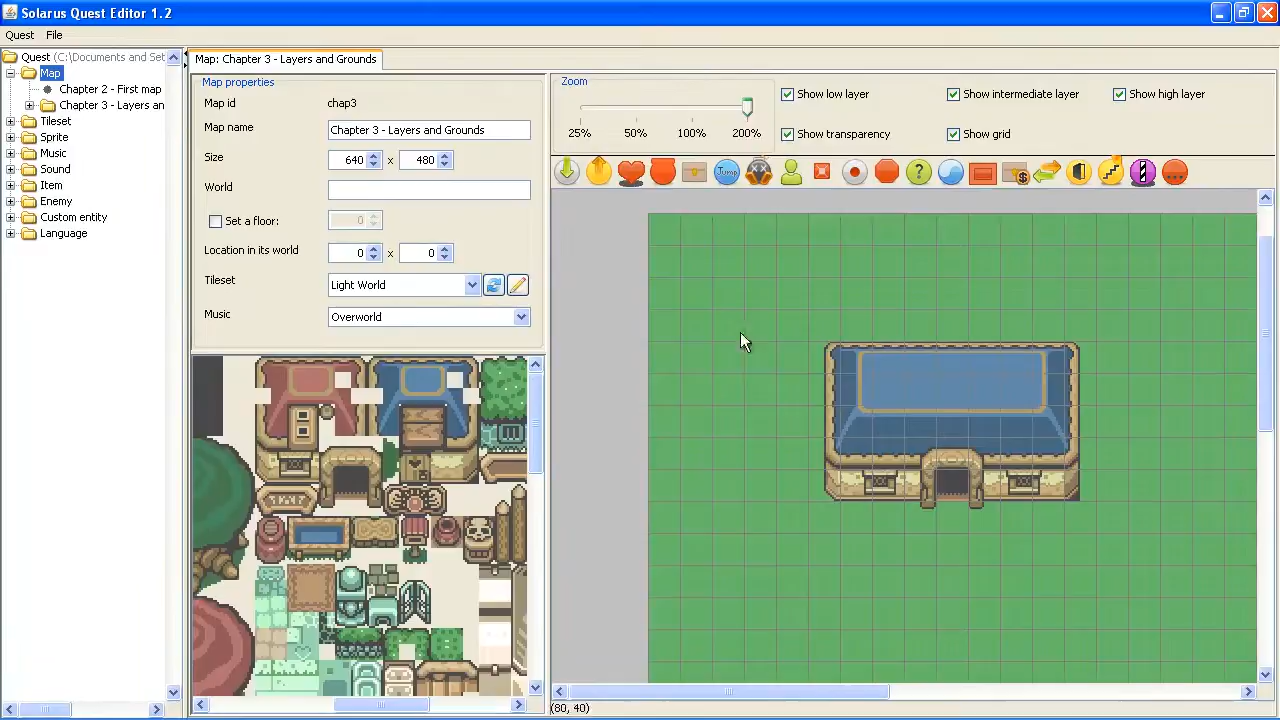 Solarus Quest Editor 1.2
Quest File
Quest (C:\Documents and Set
Map
Chapter 2 - First map
Chapter 3 - Layers an
Tileset
Sprite
Music
Sound
Item
Enemy
Custom entity
Language
Map: Chapter 3 - Layers and Grounds
Map properties
Map id chap3
Map name Chapter 3 - Layers and Grounds
Size 640 x 480
World
Set a floor: 0
Location in its world 0 x 0
Tileset Light World
Music Overworld
Zoom
25% 50% 100% 200%
Show low layer Show intermediate layer Show high layer
Show transparency Show grid
Jump
?
$
(80, 40)